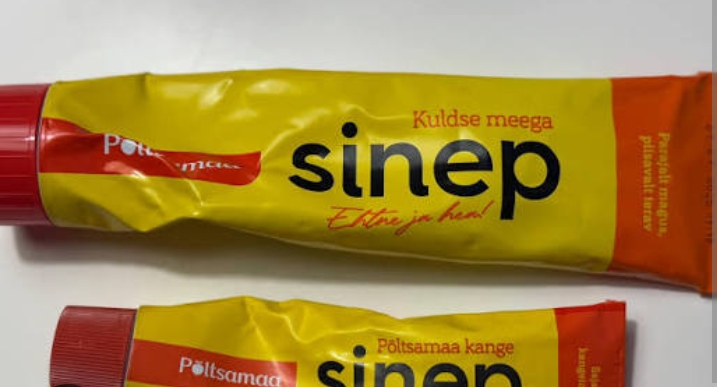 Põltsamaa
Kuldse meega
sinep
Ehtne ja hea!
Parajalt magus,
piisavalt terav
Põltsamaa
Põltsamaa kange
sinep